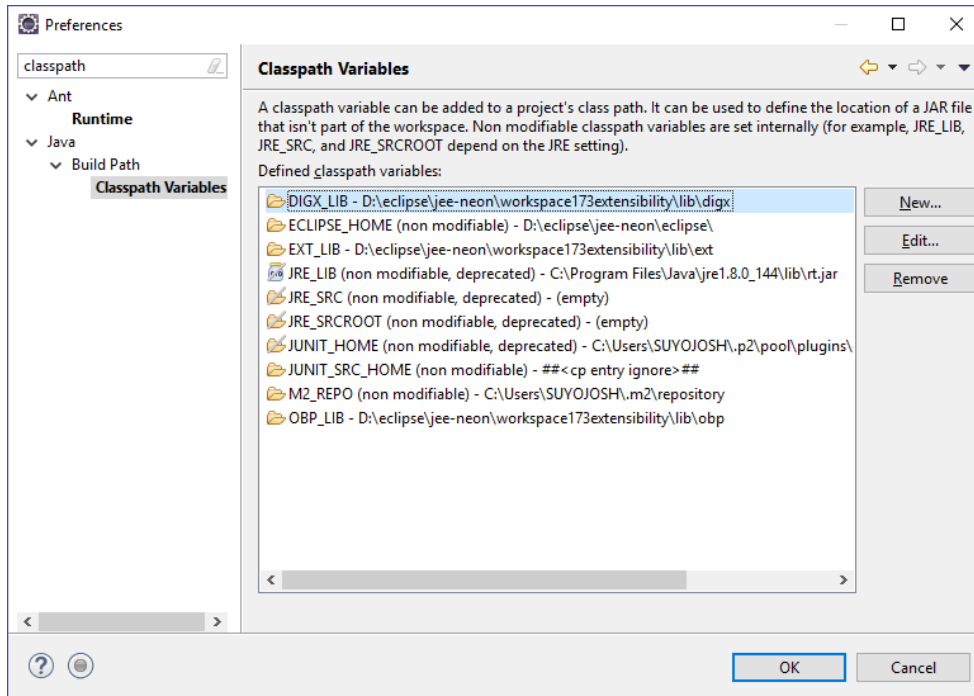 Preferences
classpath
Ant
Runtime
Java
Build Path
Classpath Variables
Classpath Variables
A classpath variable can be added to a project's class path. It can be used to define the location of a JAR file
that isn't part of the workspace. Non modifiable classpath variables are set internally (for example, JRE_LIB,
JRE_SRC, and JRE_SRCROOT depend on the JRE setting).
Defined classpath variables:
DIGX_LIB - D:\eclipse\jee-neon\workspace173extensibility\lib\digx
ECLIPSE_HOME (non modifiable) - D:\eclipse\jee-neon\eclipse\
EXT_LIB - D:\eclipse\jee-neon\workspace173extensibility\lib\ext
JRE_LIB (non modifiable, deprecated) - C:\Program Files\Java\jre1.8.0_144\lib\rt.jar
JRE_SRC (non modifiable, deprecated) - (empty)
JRE_SRCROOT (non modifiable, deprecated) - (empty)
JUNIT_HOME (non modifiable, deprecated) - C:\Users\SUYOJOSH\.p2\pool\plugins\
JUNIT_SRC_HOME (non modifiable) - ##<cp entry ignore>##
M2_REPO (non modifiable) - C:\Users\SUYOJOSH\.m2\repository
OBP_LIB - D:\eclipse\jee-neon\workspace173extensibility\lib\obp
New...
Edit...
Remove
OK
Cancel